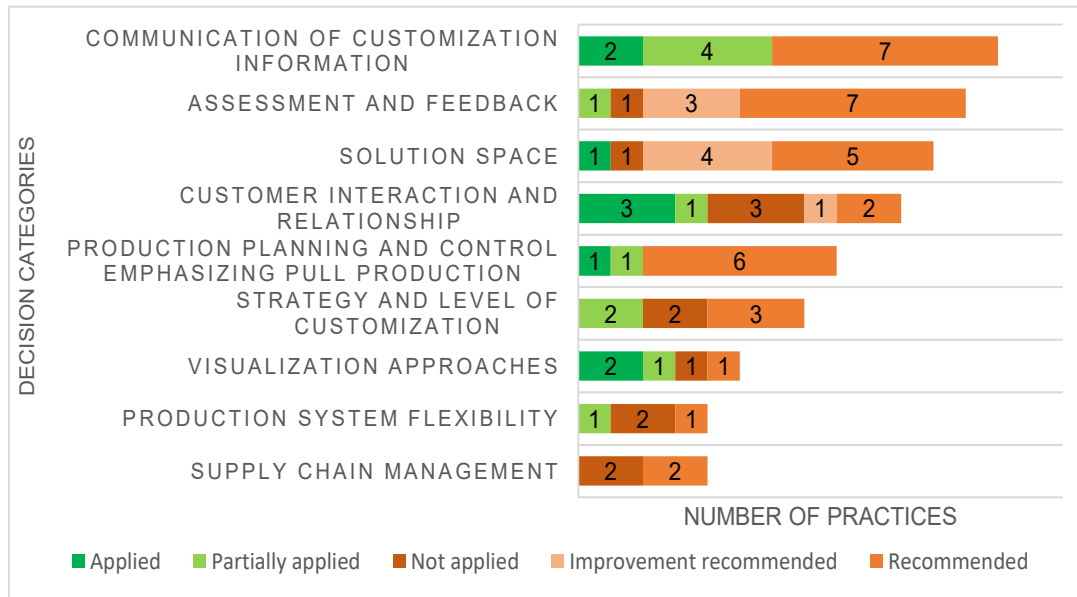 COMMUNICATION OF CUSTOMIZATION
INFORMATION
2 4 7
ASSESSMENT AND FEEDBACK
1 1 3 7
SOLUTION SPACE
1 1 4 5
CUSTOMER INTERACTION AND
RELATIONSHIP
3 1 3 1 2
PRODUCTION PLANNING AND CONTROL
EMPHASIZING PULL PRODUCTION
1 1 6
STRATEGY AND LEVEL OF
CUSTOMIZATION
2 2 3
VISUALIZATION APPROACHES
2 1 1 1
PRODUCTION SYSTEM FLEXIBILITY
1 2 1
SUPPLY CHAIN MANAGEMENT
2 2
DECISION CATEGORIES
NUMBER OF PRACTICES
Applied Partially applied Not applied Improvement recommended Recommended